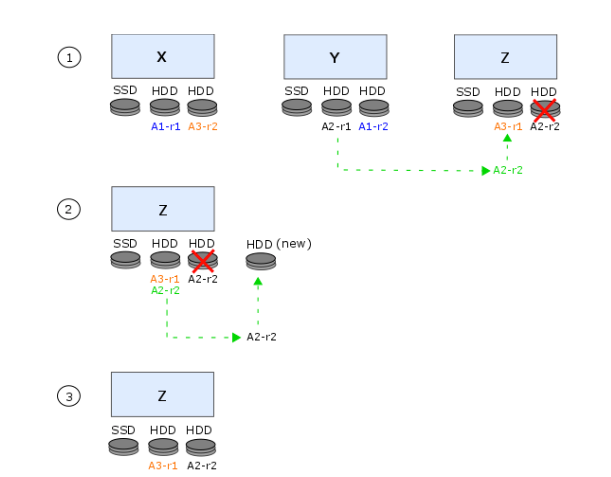 1
X
Y
Z
SSD HDD HDD
SSD HDD HDD
SSD HDD HDD
A1-r1 A3-r2
A2-r1 A1-r2
A3-r1 A2-r2
A2-r2
2
Z
SSD HDD HDD
HDD (new)
A3-r1 A2-r2
A2-r2
A2-r2
3
Z
SSD HDD HDD
A3-r1 A2-r2